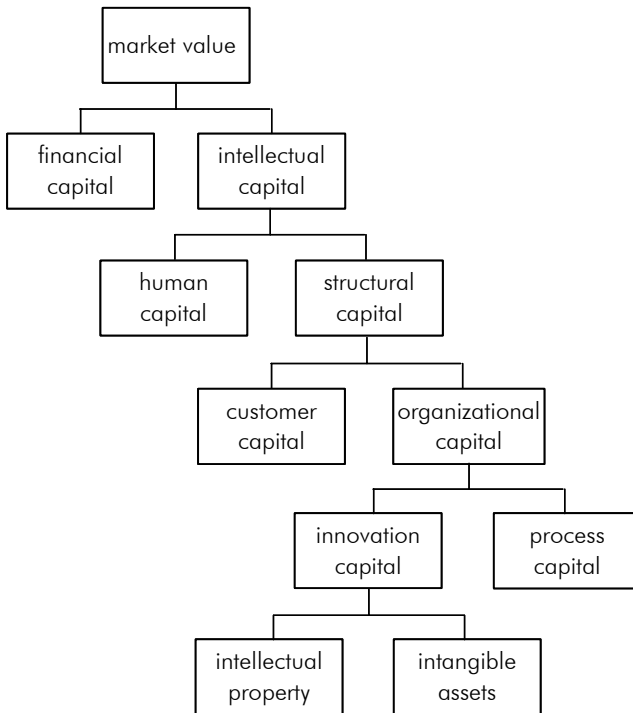 market value
financial
capital
intellectual
capital
human
capital
structural
capital
customer
capital
organizational
capital
innovation
capital
process
capital
intellectual
property
intangible
assets